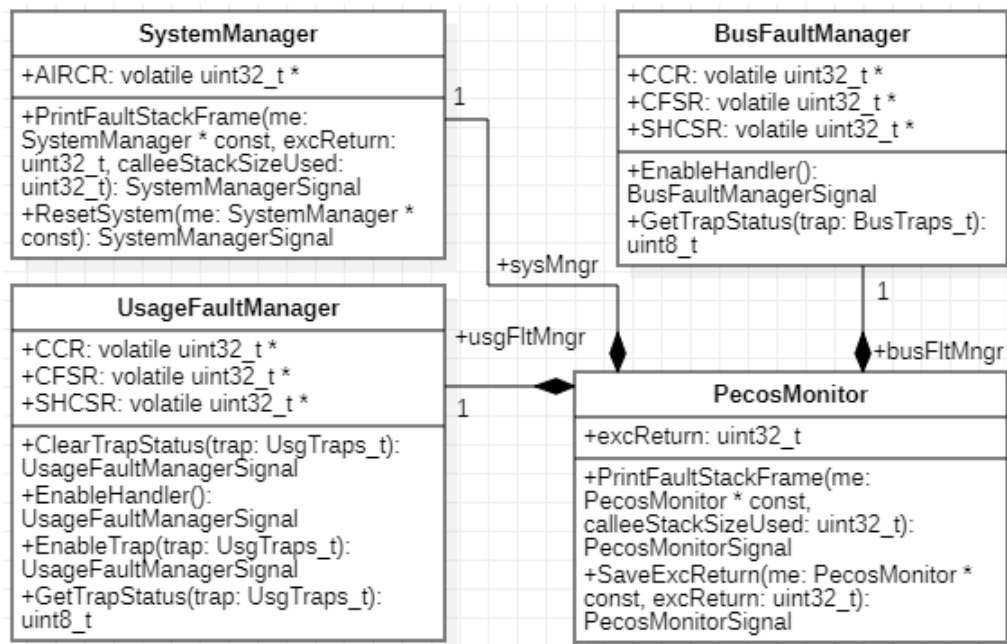 SystemManager
+AIRCR: volatile uint32_t *
+PrintFaultStackFrame(me:
SystemManager * const, excReturn:
uint32_t, calleeStackSizeUsed:
uint32_t): SystemManagerSignal
+ResetSystem(me: SystemManager *
const): SystemManagerSignal
1
+sysMngr
BusFaultManager
+CCR: volatile uint32_t *
+CFSR: volatile uint32_t *
+SHCSR: volatile uint32_t *
+EnableHandler():
BusFaultManagerSignal
+GetTrapStatus(trap: BusTraps_t):
uint8_t
1
+busFltMngr
UsageFaultManager
+CCR: volatile uint32_t *
+CFSR: volatile uint32_t *
+SHCSR: volatile uint32_t *
+ClearTrapStatus(trap: UsgTraps_t):
UsageFaultManagerSignal
+EnableHandler():
UsageFaultManagerSignal
+EnableTrap(trap: UsgTraps_t):
UsageFaultManagerSignal
+GetTrapStatus(trap: UsgTraps_t):
uint8_t
+usgFltMngr
1
PecosMonitor
+excReturn: uint32_t
+PrintFaultStackFrame(me:
PecosMonitor * const,
calleeStackSizeUsed: uint32_t):
PecosMonitorSignal
+SaveExcReturn(me: PecosMonitor *
const, excReturn: uint32_t):
PecosMonitorSignal